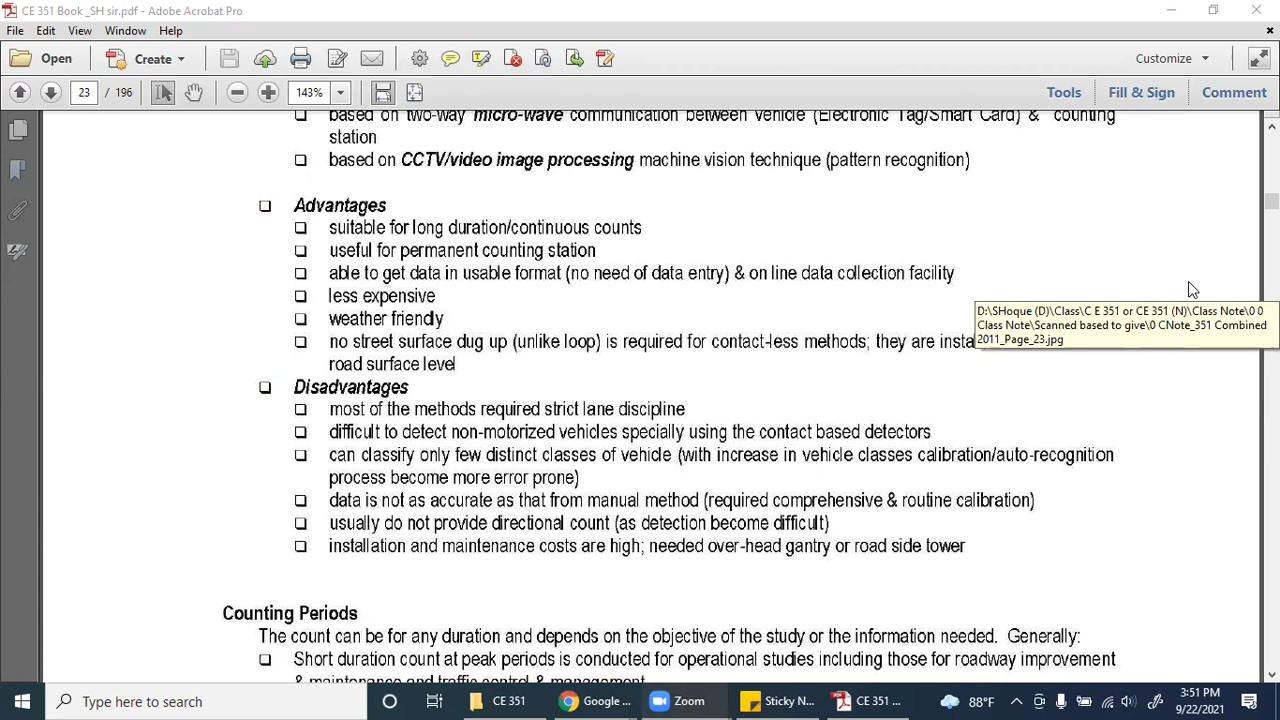 CE 351 Book _SH sir.pdf - Adobe Acrobat Pro
File Edit View Window Help
Open Create Customize
23 / 196 143% Tools Fill & Sign Comment
based on two-way micro-wave communication between vehicle (Electronic Tag/Smart Card) & counting
station
based on CCTV/video image processing machine vision technique (pattern recognition)
Advantages
suitable for long duration/continuous counts
useful for permanent counting station
able to get data in usable format (no need of data entry) & on line data collection facility
less expensive
weather friendly
no street surface dug up (unlike loop) is required for contact-less methods; they are
road surface level
D:\SHoque (D)\Class\C E 351 or CE 351 (N)\Class Note\0 0
Class Note\Scanned based to give\0 CNote_351 Combined
2011_Page_23.jpg
Disadvantages
most of the methods required strict lane discipline
difficult to detect non-motorized vehicles specially using the contact based detectors
can classify only few distinct classes of vehicle (with increase in vehicle classes calibration/auto-recognition
process become more error prone)
data is not as accurate as that from manual method (required comprehensive & routine calibration)
usually do not provide directional count (as detection become difficult)
installation and maintenance costs are high; needed over-head gantry or road side tower
Counting Periods
The count can be for any duration and depends on the objective of the study or the information needed. Generally:
Short duration count at peak periods is conducted for operational studies including those for roadway improvement
& maintenance and traffic control & management
Type here to search CE 351 Google ... Zoom Sticky N... CE 351 ... 88°F 3:51 PM
9/22/2021